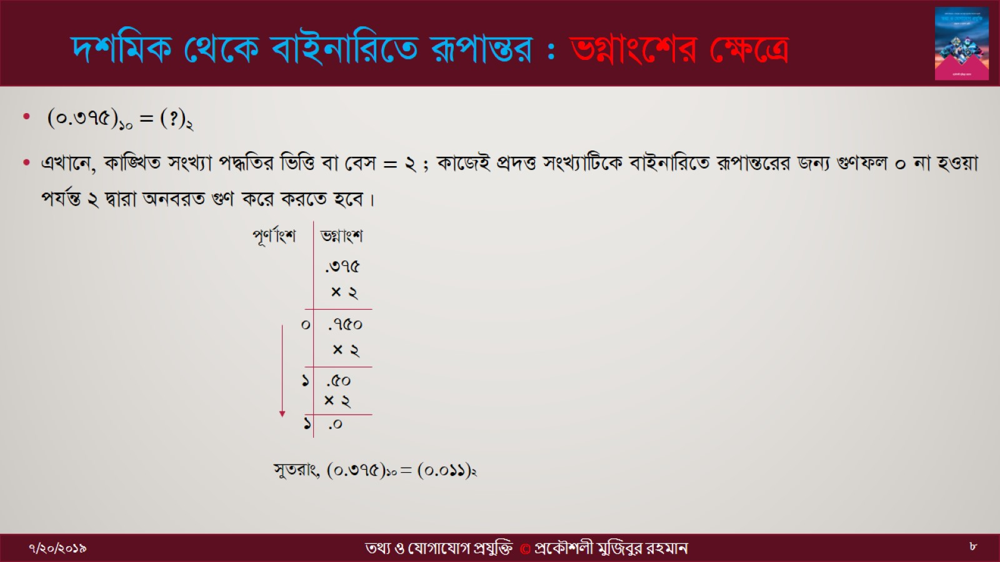 দশমিক থেকে বাইনারিতে রূপান্তর : ভগ্নাংশের ক্ষেত্রে
• (০.৩৭৫)১০ = (?)২
• এখানে, কাঙ্খিত সংখ্যা পদ্ধতির ভিত্তি বা বেস = ২ ; কাজেই প্রদত্ত সংখ্যাটিকে বাইনারিতে রূপান্তরের জন্য গুণফল ০ না হওয়া
পর্যন্ত ২ দ্বারা অনবরত গুণ করে করতে হবে।
পূর্ণাংশ ভগ্নাংশ
.৩৭৫
× ২
০ .৭৫০
× ২
১ .৫০
× ২
১ .০
সুতরাং, (০.৩৭৫)১০ = (০.০১১)২
৭/২০/২০১৯ তথ্য ও যোগাযোগ প্রযুক্তি © প্রকৌশলী মুজিবুর রহমান ৮